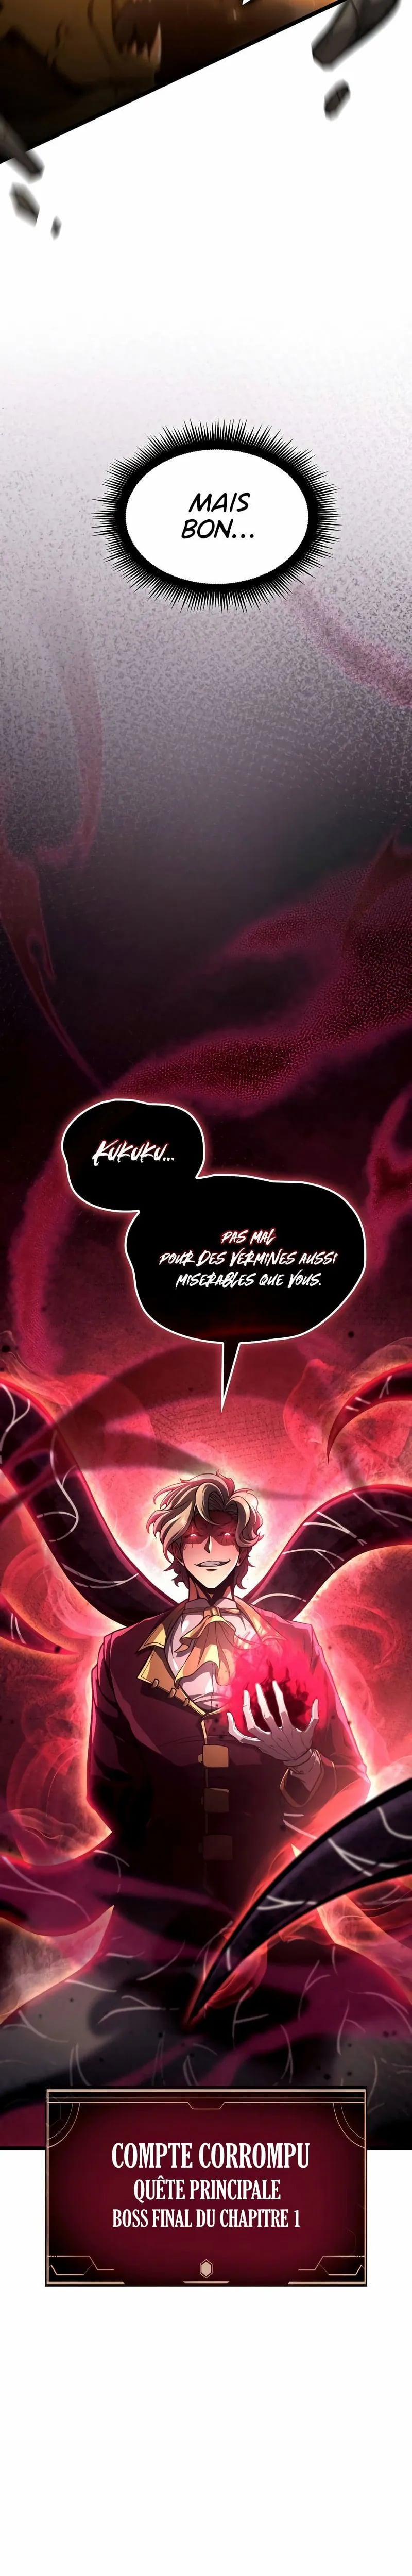 MAIS
BON...
KUKUKU...
PAS MAL
POUR DES VERMINES AUSSI
MISERABLES QUE VOUS.
COMPTE CORROMPU
QUÊTE PRINCIPALE
BOSS FINAL DU CHAPITRE 1